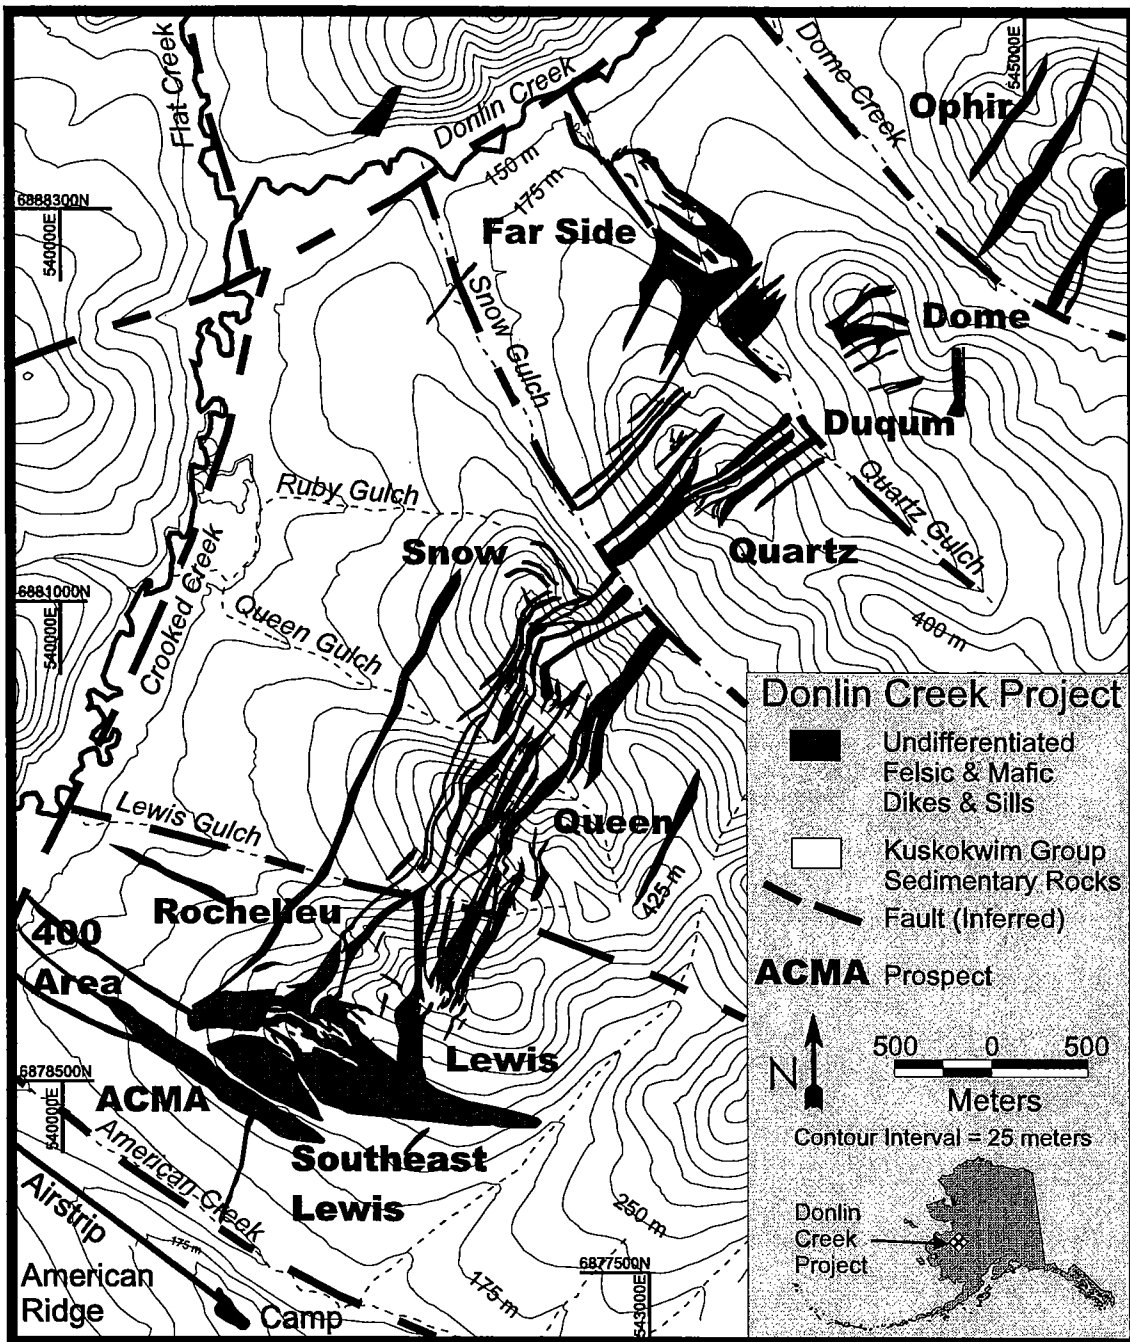 Flat Creek
Donlin Creek
Dome Creek
545000E
Ophir
150 m
175 m
6888300N
540000E
Far Side
Snow Gulch
Dome
Duqum
Quartz Gulch
Ruby Gulch
Snow
Quartz
Crooked Creek
6881000N
540000E
Queen Gulch
400 m
Lewis Gulch
Queen
425 m
Rochelieu
400
Area
Lewis
6878500N
540000E
ACMA
American Creek
Southeast
Lewis
Airstrip
175 m
250 m
175 m
6877500N
543000E
American
Ridge
Camp
Donlin Creek Project
Undifferentiated
Felsic & Mafic
Dikes & Sills
Kuskokwim Group
Sedimentary Rocks
Fault (Inferred)
ACMA Prospect
N
500 0 500
Meters
Contour Interval = 25 meters
Donlin
Creek
Project